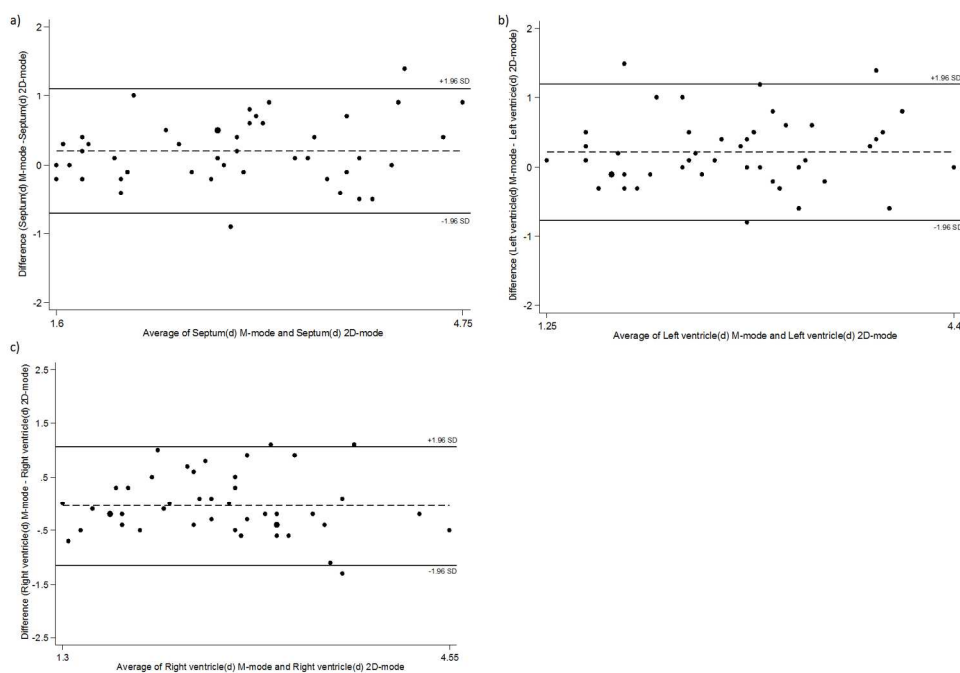 a)
Difference (Septum(d) M-mode -Septum(d) 2D-mode)
2
1
0
-1
-2
+1.96 SD
-1.96 SD
1.6
4.75
Average of Septum(d) M-mode and Septum(d) 2D-mode
b)
Difference (Left ventricle(d) M-mode - Left ventricle(d) 2D-mode)
2
1
0
-1
-2
+1.96 SD
-1.96 SD
1.25
4.4
Average of Left ventricle(d) M-mode and Left ventricle(d) 2D-mode
c)
Difference (Right ventricle(d) M-mode - Right ventricle(d) 2D-mode)
2.5
1.5
.5
-.5
-1.5
-2.5
+1.96 SD
-1.96 SD
1.3
4.55
Average of Right ventricle(d) M-mode and Right ventricle(d) 2D-mode